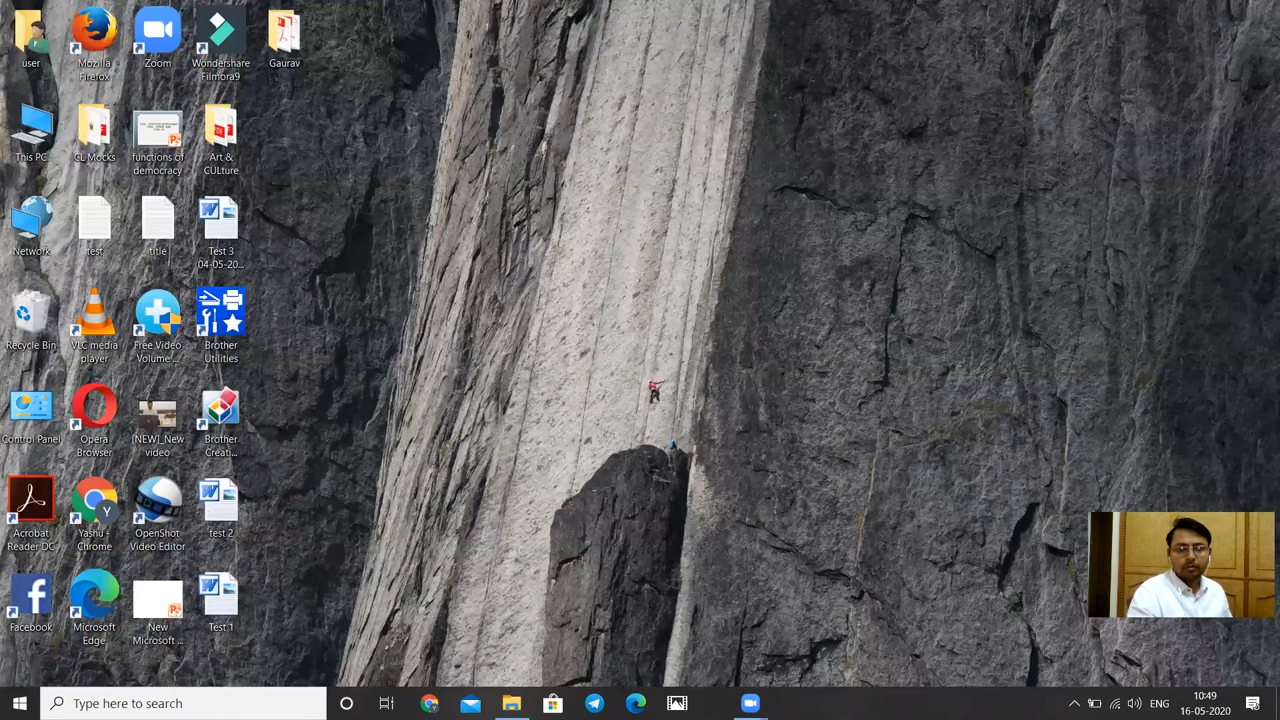 user
Mozilla
Firefox
Zoom
Wondershare
Filmora9
Gaurav
This PC
CL Mocks
functions of
democracy
Art &
CULture
Network
test
title
Test 3
04-05-20...
Recycle Bin
VLC media
player
Free Video
Volume ...
Brother
Utilities
Control Panel
Opera
Browser
[NEW]_New
video
Brother
Creati...
Acrobat
Reader DC
Yashu -
Chrome
OpenShot
Video Editor
test 2
Facebook
Microsoft
Edge
New
Microsoft ...
Test 1
Type here to search
ENG
10:49
16-05-2020